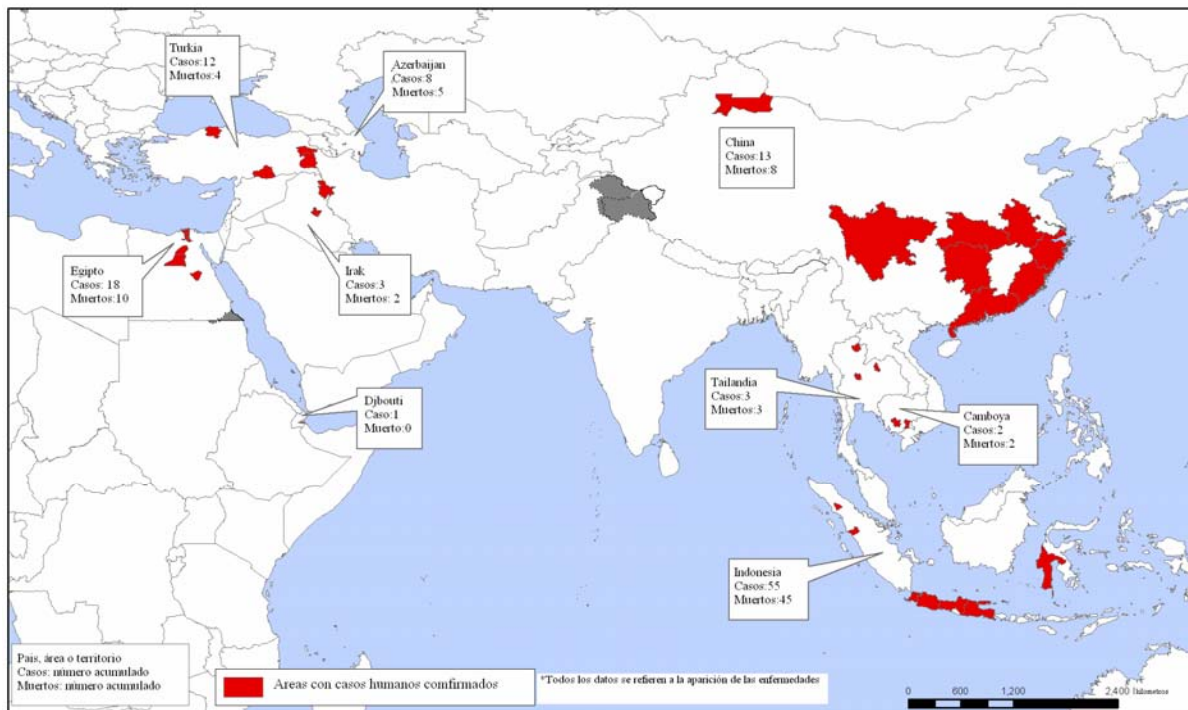 Turkia
Casos:12
Muertos:4
Azerbaijan
Casos:8
Muertos:5
China
Casos:13
Muertos:8
Egipto
Casos: 18
Muertos:10
Irak
Casos:3
Muertos: 2
Djbouti
Caso:1
Muerto:0
Tailandia
Casos:3
Muertos:3
Camboya
Casos:2
Muertos:2
Indonesia
Casos:55
Muertos:45
Pais, área o territorio
Casos: número acumulado
Muertos: número acumulado
Areas con casos humanos comfirmados
*Todos los datos se refieren a la aparición de las enfermedades
0 600 1,200 2,400